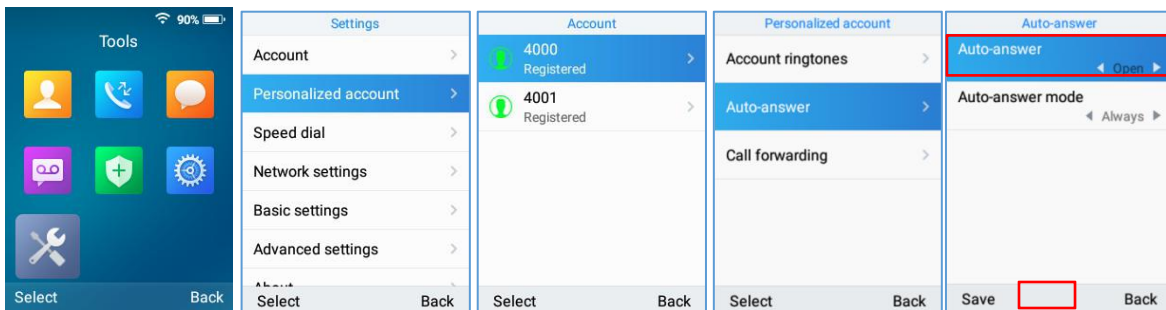 90%
Tools
Select Back
Settings
Account
Personalized account
Speed dial
Network settings
Basic settings
Advanced settings
About
Select Back
Account
4000
Registered
4001
Registered
Select Back
Personalized account
Account ringtones
Auto-answer
Call forwarding
Select Back
Auto-answer
Auto-answer
Open
Auto-answer mode
Always
Save Back